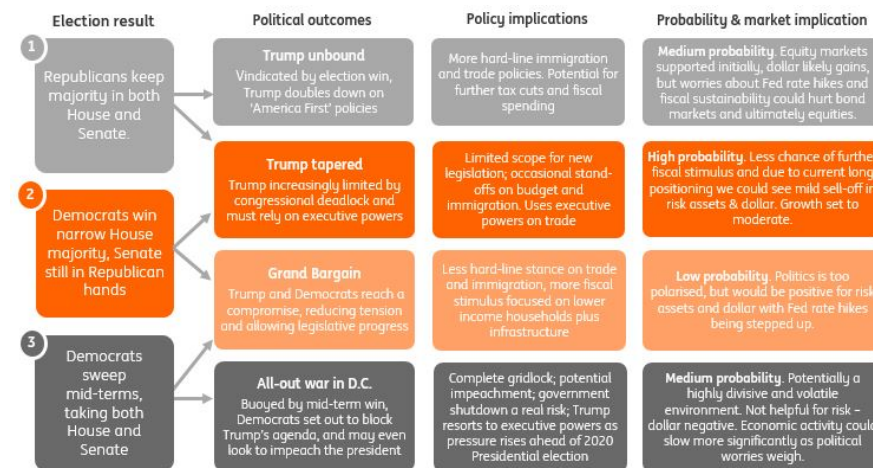 Election result
Political outcomes
Policy implications
Probability & market implication
1
Republicans keep
majority in both
House and
Senate.
Trump unbound
Vindicated by election win,
Trump doubles down on
'America First' policies
More hard-line immigration
and trade policies. Potential for
further tax cuts and fiscal
spending
Medium probability. Equity markets
supported initially, dollar likely gains,
but worries about Fed rate hikes and
fiscal sustainability could hurt bond
markets and ultimately equities.
2
Democrats win
narrow House
majority, Senate
still in Republican
hands
Trump tapered
Trump increasingly limited by
congressional deadlock and
must rely on executive powers
Limited scope for new
legislation; occasional stand-
offs on budget and
immigration. Uses executive
powers on trade
High probability. Less chance of further
fiscal stimulus and due to current long
positioning we could see mild sell-off in
risk assets & dollar. Growth set to
moderate.
Grand Bargain
Trump and Democrats reach a
compromise, reducing tension
and allowing legislative progress
Less hard-line stance on trade
and immigration, more fiscal
stimulus focused on lower
income households plus
infrastructure
Low probability. Politics is too
polarised, but would be positive for risk
assets and dollar with Fed rate hikes
being stepped up.
3
Democrats
sweep
mid-terms,
taking both
House and
Senate
All-out war in D.C.
Buoyed by mid-term win,
Democrats set out to block
Trump's agenda, and may even
look to impeach the president
Complete gridlock; potential
impeachment; government
shutdown a real risk; Trump
resorts to executive powers as
pressure rises ahead of 2020
Presidential election
Medium probability. Potentially a
highly divisive and volatile
environment. Not helpful for risk –
dollar negative. Economic activity could
slow more significantly as political
worries weigh.